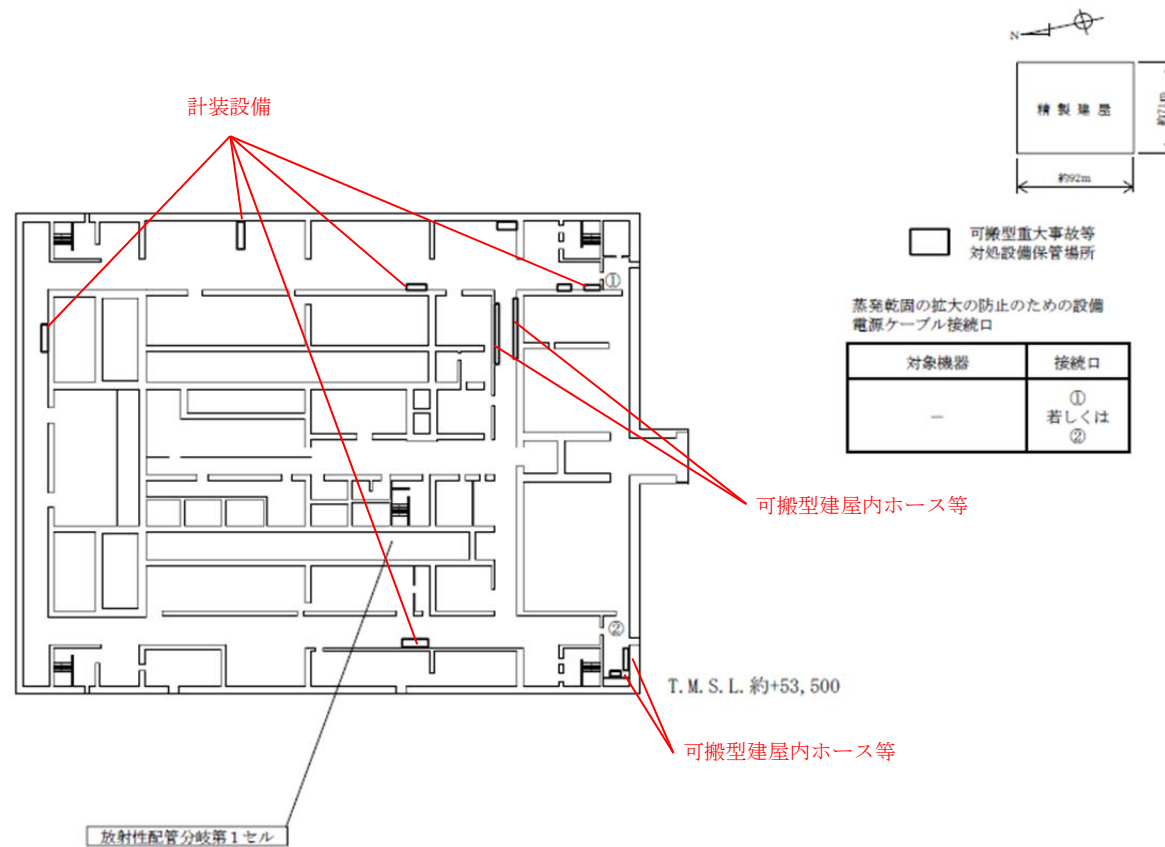 N
計装設備
精製建屋
約71m
約92m
可搬型重大事故等
対処設備保管場所
①
蒸発乾固の拡大の防止のための設備
電源ケーブル接続口
対象機器 接続口
－ ①
若しくは
②
可搬型建屋内ホース等
②
T.M.S.L.約+53,500
可搬型建屋内ホース等
放射性配管分岐第1セル